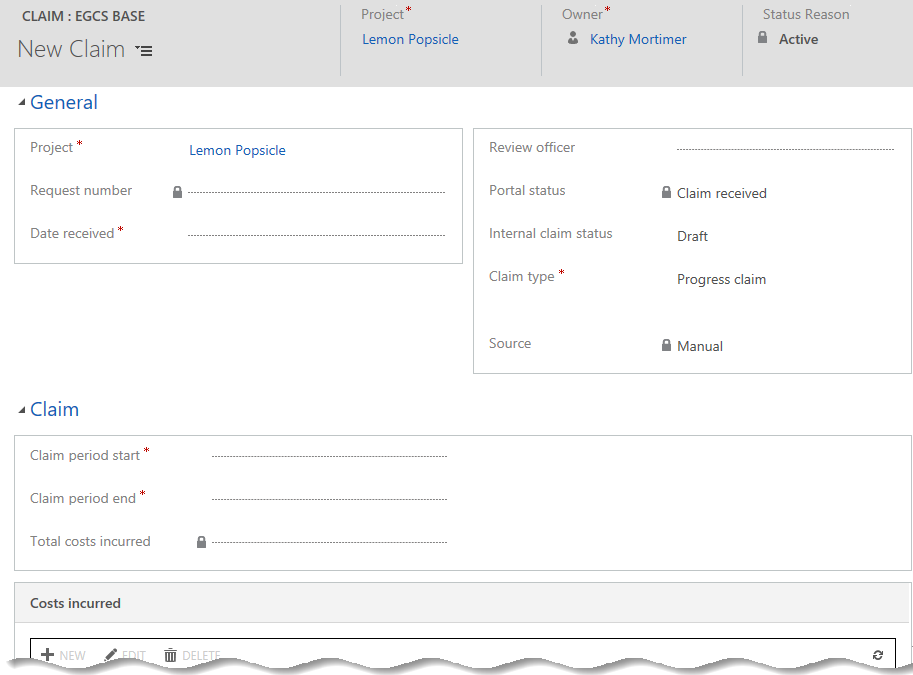 CLAIM : EGCS BASE
New Claim
Project*
Lemon Popsicle
Owner*
Kathy Mortimer
Status Reason
Active
General
Project * Lemon Popsicle
Request number
Date received *
Review officer
Portal status Claim received
Internal claim status Draft
Claim type * Progress claim
Source Manual
Claim
Claim period start *
Claim period end *
Total costs incurred
Costs incurred
NEW EDIT DELETE